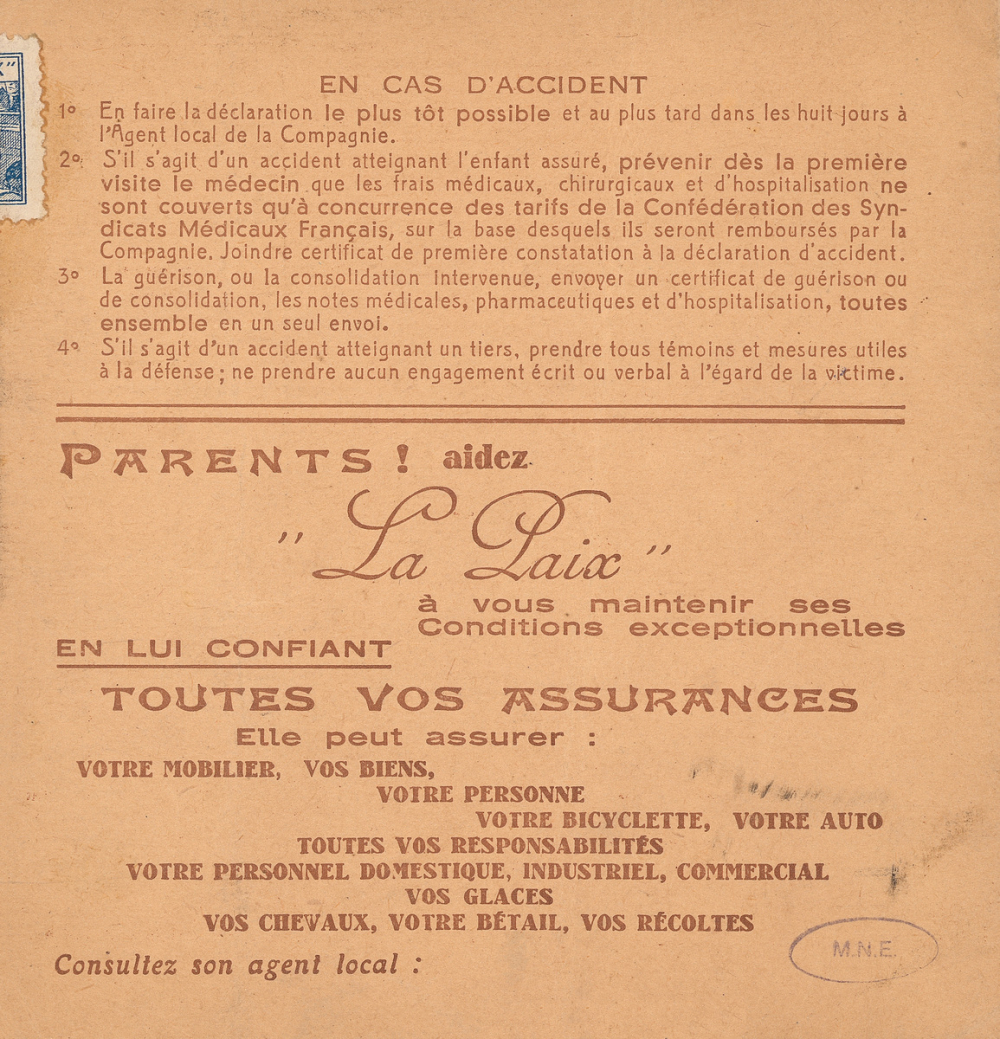 X"
EN CAS D'ACCIDENT
1° En faire la déclaration le plus tôt possible et au plus tard dans les huit jours à
l'Agent local de la Compagnie.
2° S'il s'agit d'un accident atteignant l'enfant assuré, prévenir dès la première
visite le médecin que les frais médicaux, chirurgicaux et d'hospitalisation ne
sont couverts qu'à concurrence des tarifs de la Confédération des Syn-
dicats Médicaux Français, sur la base desquels ils seront remboursés par la
Compagnie. Joindre certificat de première constatation à la déclaration d'accident.
3° La guérison, ou la consolidation intervenue, envoyer un certificat de guérison ou
de consolidation, les notes médicales, pharmaceutiques et d'hospitalisation, toutes
ensemble en un seul envoi.
4° S'il s'agit d'un accident atteignant un tiers, prendre tous témoins et mesures utiles
à la défense ; ne prendre aucun engagement écrit ou verbal à l'égard de la victime.
PARENTS ! aidez
"La Paix"
à vous maintenir ses
Conditions exceptionnelles
EN LUI CONFIANT
TOUTES VOS ASSURANCES
Elle peut assurer :
VOTRE MOBILIER, VOS BIENS,
VOTRE PERSONNE
VOTRE BICYCLETTE, VOTRE AUTO
TOUTES VOS RESPONSABILITÉS
VOTRE PERSONNEL DOMESTIQUE, INDUSTRIEL, COMMERCIAL
VOS GLACES
VOS CHEVAUX, VOTRE BÉTAIL, VOS RÉCOLTES
Consultez son agent local :
M.N.E.